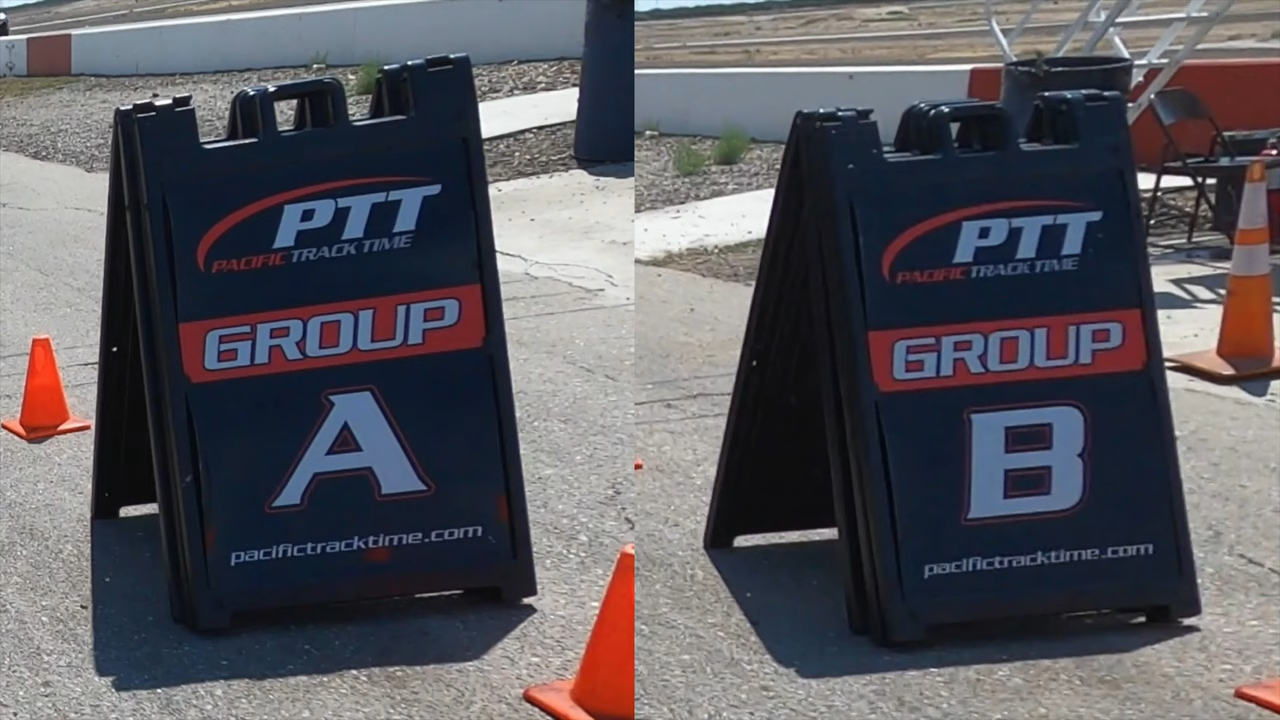 PTT
PACIFIC TRACK TIME
GROUP
A
pacifictracktime.com
PTT
PACIFIC TRACK TIME
GROUP
B
pacifictracktime.com